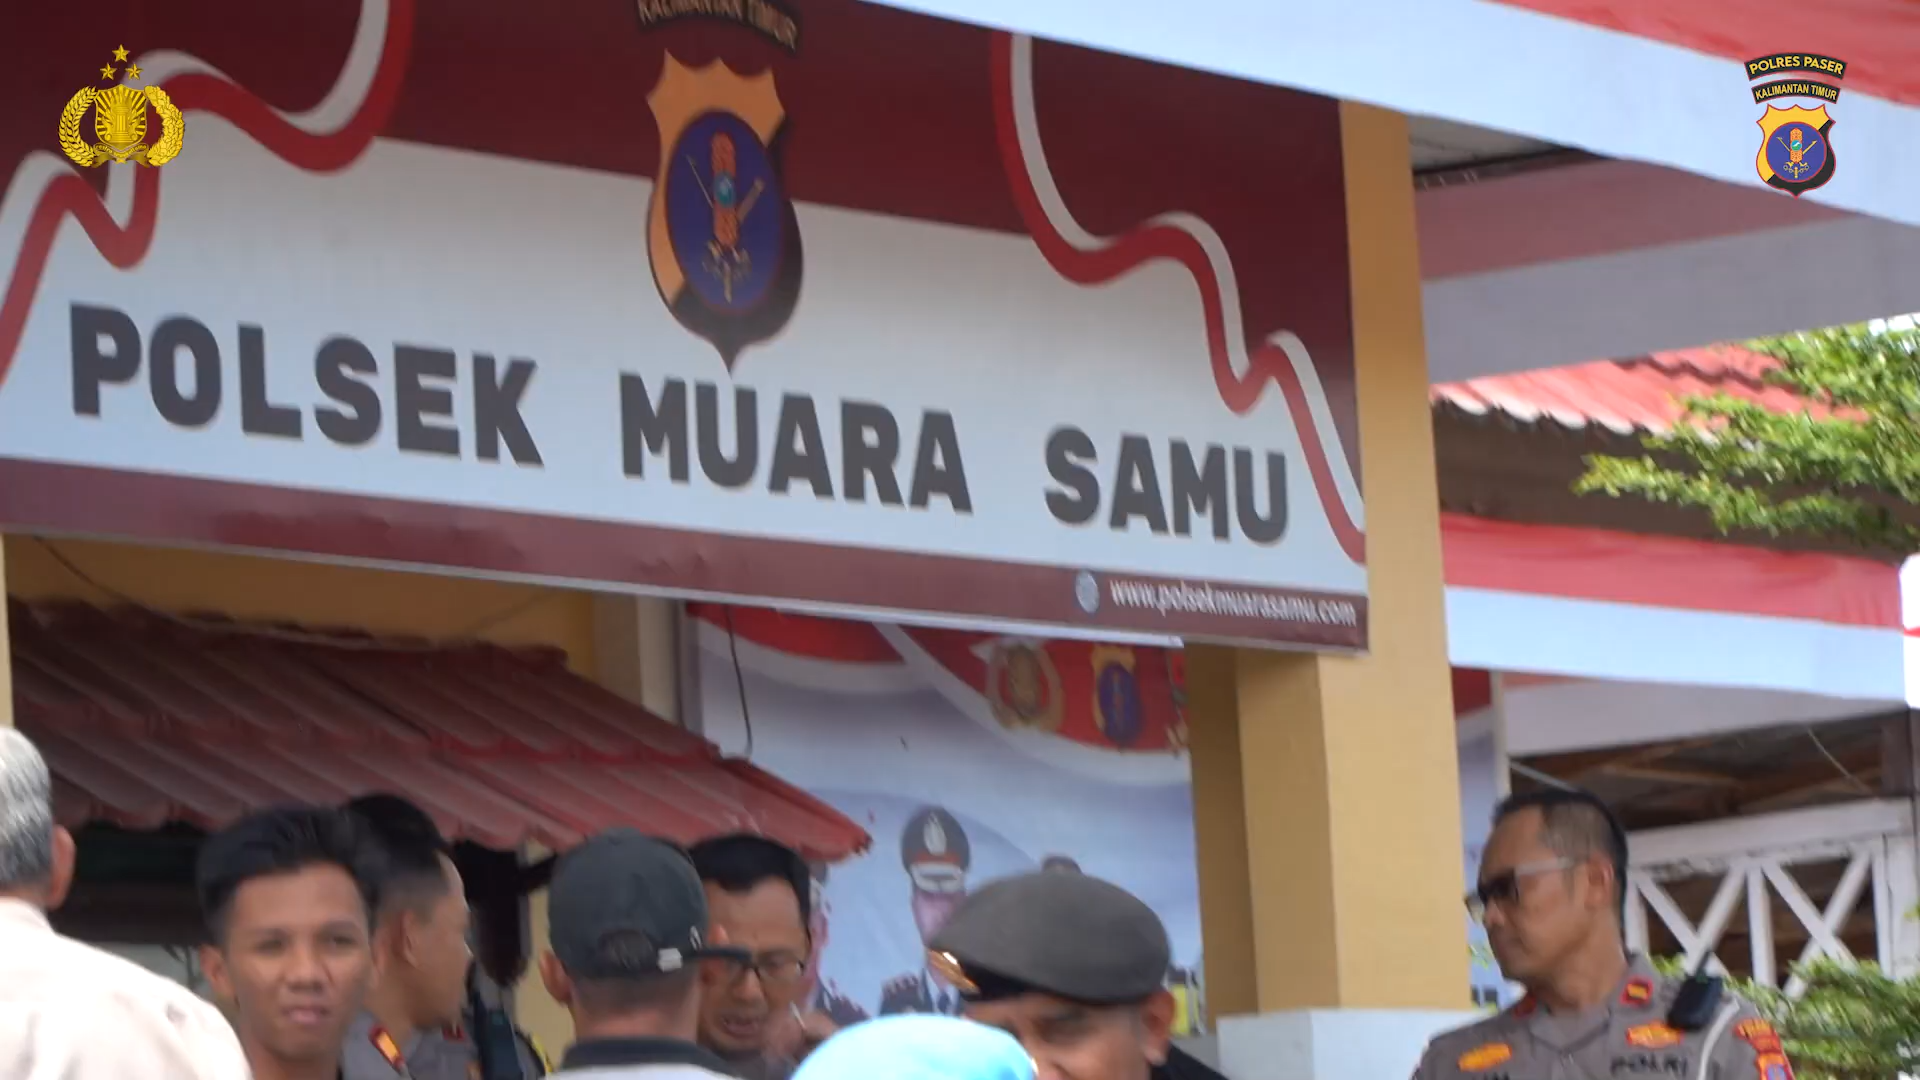 KALIMANTAN TIMUR
POLRES PASER
KALIMANTAN TIMUR
POLSEK MUARA SAMU
www.polsekmuarasamu.com
POLRI